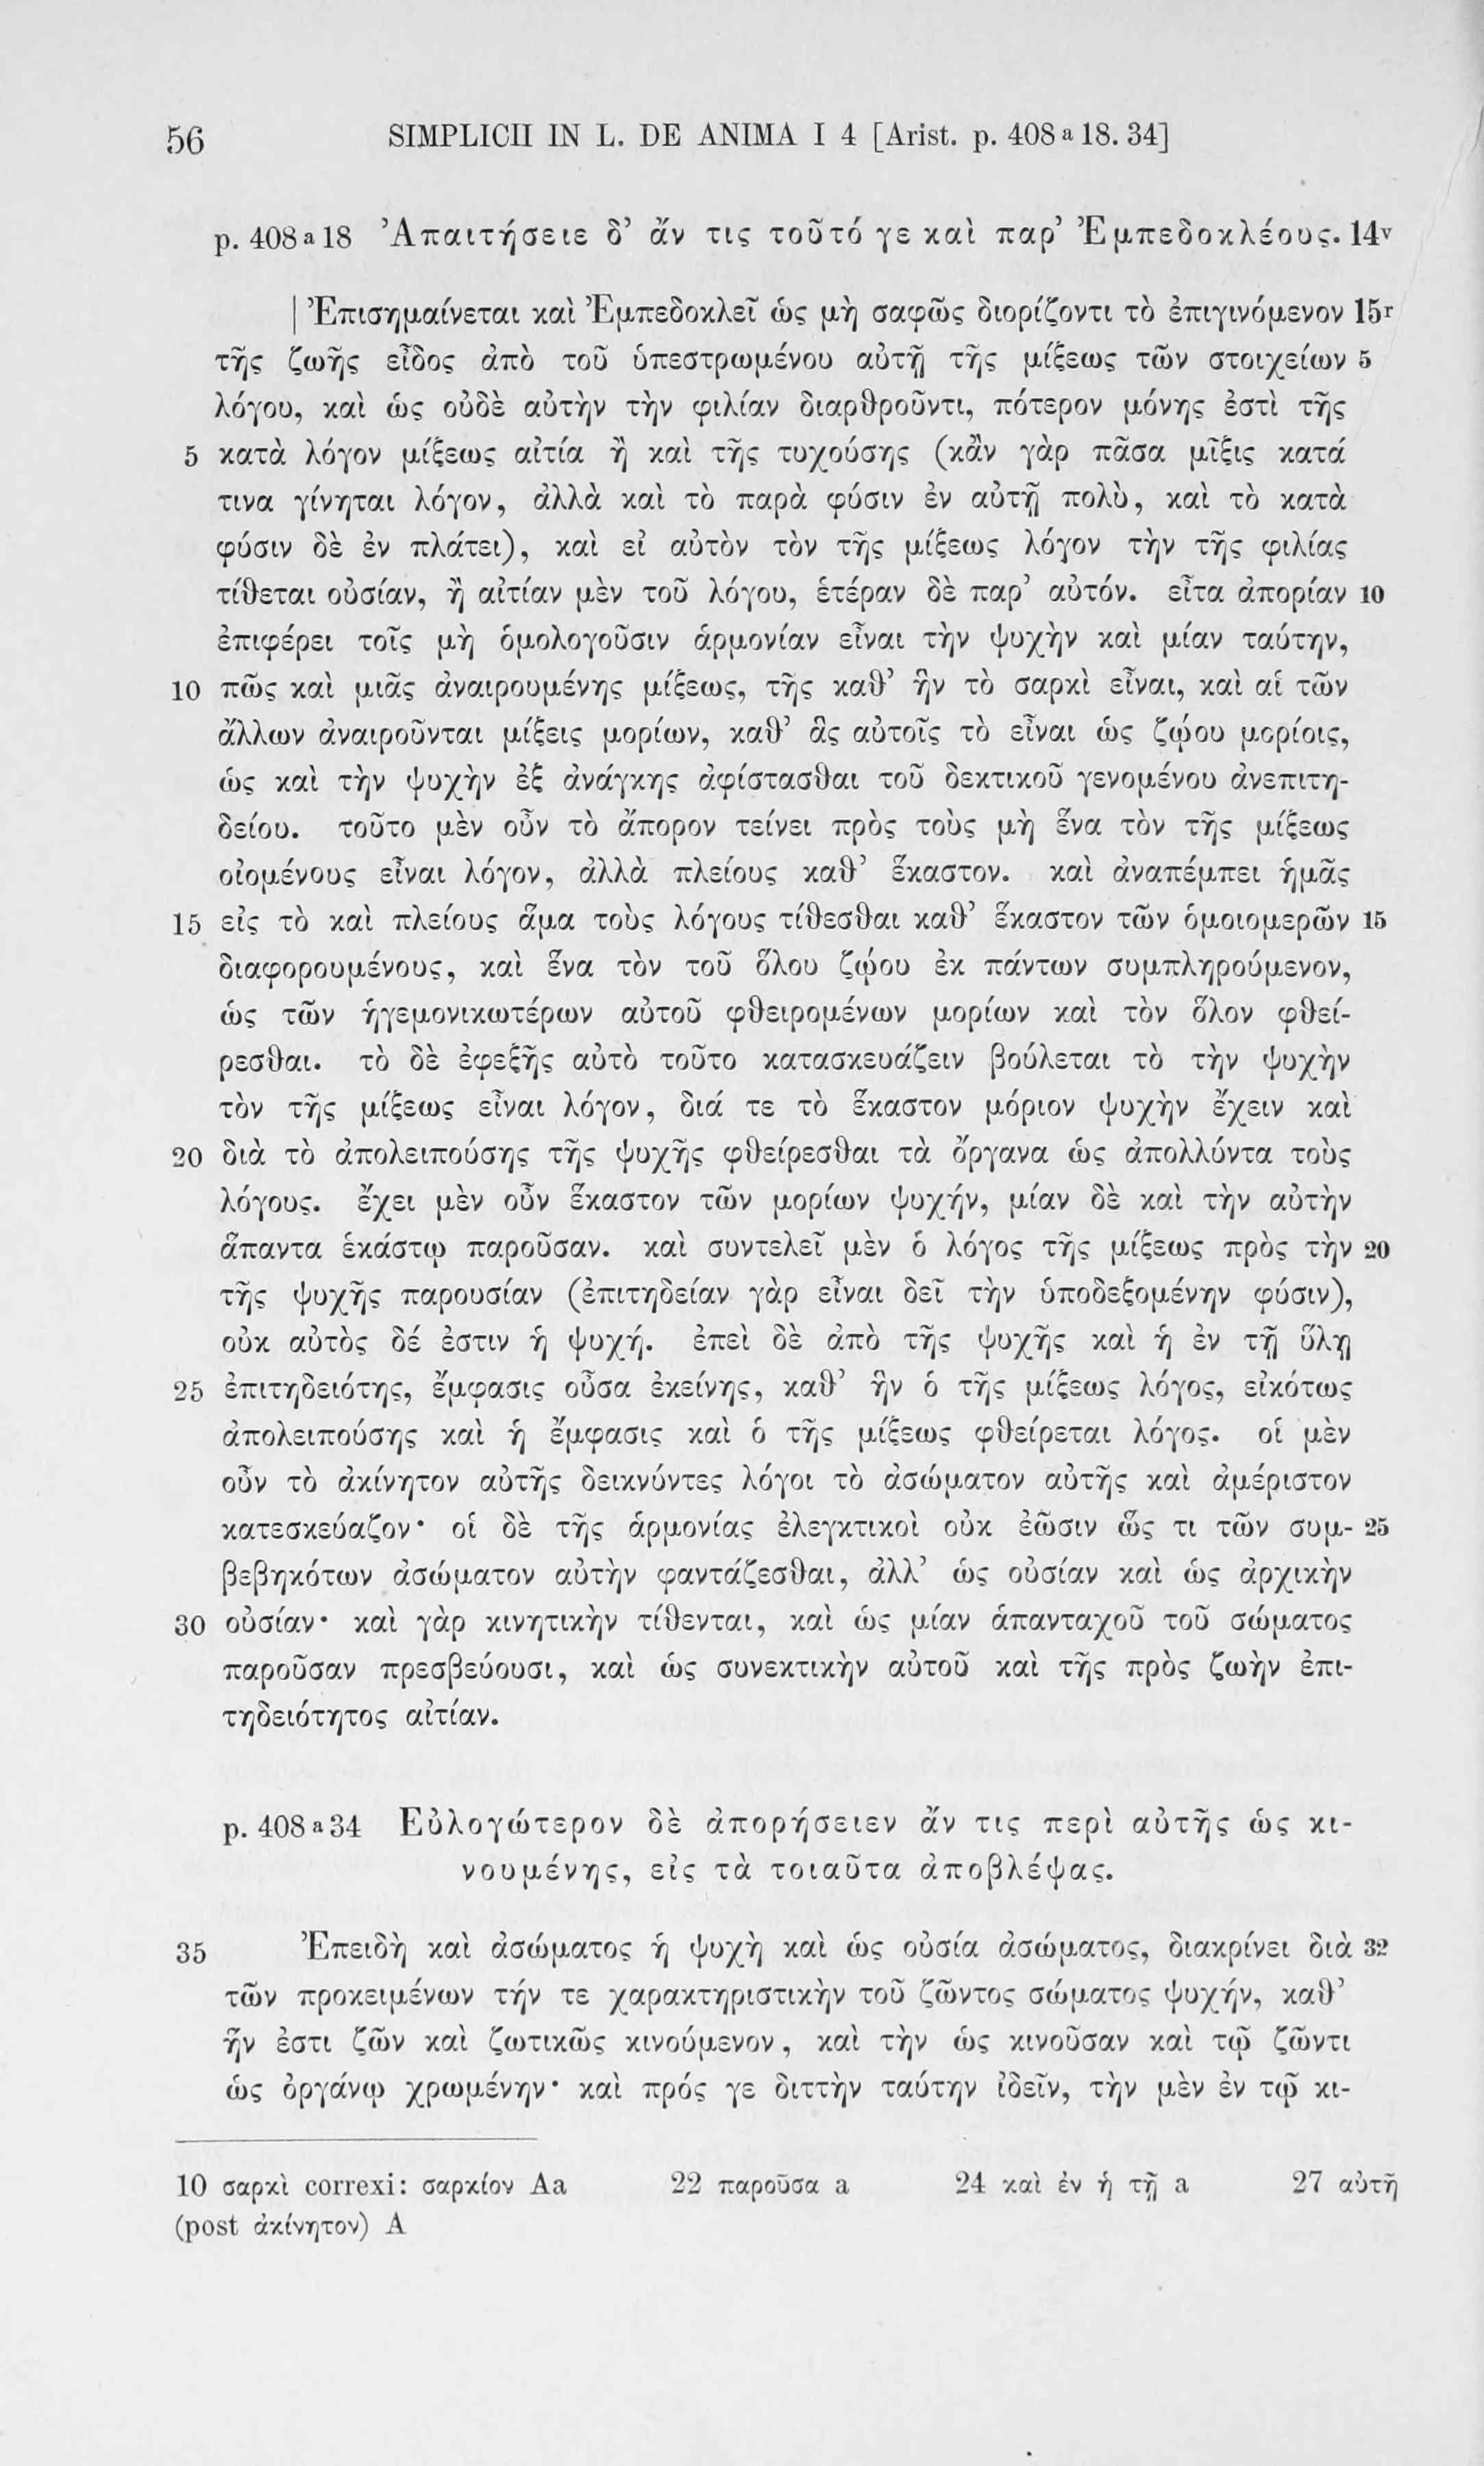 56 SIMPLICII IN L. DE ANIMA I 4 [Arist. p. 408 a 18. 34]
p. 408 a 18 Ἀπαιτήσειε δ’ ἄν τις τοῦτό γε καὶ παρ’ Ἐμπεδοκλέους. 14v
| Ἐπισημαίνεται καὶ Ἐμπεδοκλεῖ ὡς μὴ σαφῶς διορίζοντι τὸ ἐπιγινόμενον 15r
τῆς ζωῆς εἶδος ἀπὸ τοῦ ὑπεστρωμένου αὐτῇ τῆς μίξεως τῶν στοιχείων 5
λόγου, καὶ ὡς οὐδὲ αὐτὴν τὴν φιλίαν διαρθροῦντι, πότερον μόνης ἐστὶ τῆς
5 κατὰ λόγον μίξεως αἰτία ἢ καὶ τῆς τυχούσης (κἂν γὰρ πᾶσα μῖξις κατά
τινα γίνηται λόγον, ἀλλὰ καὶ τὸ παρὰ φύσιν ἐν αὐτῇ πολὺ, καὶ τὸ κατὰ
φύσιν δὲ ἐν πλάτει), καὶ εἰ αὐτὸν τὸν τῆς μίξεως λόγον τὴν τῆς φιλίας
τίθεται οὐσίαν, ἢ αἰτίαν μὲν τοῦ λόγου, ἑτέραν δὲ παρ’ αὐτόν. εἶτα ἀπορίαν 10
ἐπιφέρει τοῖς μὴ ὁμολογοῦσιν ἁρμονίαν εἶναι τὴν ψυχὴν καὶ μίαν ταύτην,
10 πῶς καὶ μιᾶς ἀναιρουμένης μίξεως, τῆς καθ’ ἣν τὸ σαρκὶ εἶναι, καὶ αἱ τῶν
ἄλλων ἀναιροῦνται μίξεις μορίων, καθ’ ἃς αὐτοῖς τὸ εἶναι ὡς ζῴου μορίοις,
ὡς καὶ τὴν ψυχὴν ἐξ ἀνάγκης ἀφίστασθαι τοῦ δεκτικοῦ γενομένου ἀνεπιτη-
δείου. τοῦτο μὲν οὖν τὸ ἄπορον τείνει πρὸς τοὺς μὴ ἕνα τὸν τῆς μίξεως
οἰομένους εἶναι λόγον, ἀλλὰ πλείους καθ’ ἕκαστον. καὶ ἀναπέμπει ἡμᾶς
15 εἰς τὸ καὶ πλείους ἅμα τοὺς λόγους τίθεσθαι καθ’ ἕκαστον τῶν ὁμοιομερῶν 15
διαφορουμένους, καὶ ἕνα τὸν τοῦ ὅλου ζῴου ἐκ πάντων συμπληρούμενον,
ὡς τῶν ἡγεμονικωτέρων αὐτοῦ φθειρομένων μορίων καὶ τὸν ὅλον φθεί-
ρεσθαι. τὸ δὲ ἐφεξῆς αὐτὸ τοῦτο κατασκευάζειν βούλεται τὸ τὴν ψυχὴν
τὸν τῆς μίξεως εἶναι λόγον, διά τε τὸ ἕκαστον μόριον ψυχὴν ἔχειν καὶ
20 διὰ τὸ ἀπολειπούσης τῆς ψυχῆς φθείρεσθαι τὰ ὄργανα ὡς ἀπολλύντα τοὺς
λόγους. ἔχει μὲν οὖν ἕκαστον τῶν μορίων ψυχήν, μίαν δὲ καὶ τὴν αὐτὴν
ἅπαντα ἑκάστῳ παροῦσαν. καὶ συντελεῖ μὲν ὁ λόγος τῆς μίξεως πρὸς τὴν 20
τῆς ψυχῆς παρουσίαν (ἐπιτηδείαν γὰρ εἶναι δεῖ τὴν ὑποδεξομένην φύσιν),
οὐκ αὐτὸς δέ ἐστιν ἡ ψυχή. ἐπεὶ δὲ ἀπὸ τῆς ψυχῆς καὶ ἡ ἐν τῇ ὕλῃ
25 ἐπιτηδειότης, ἔμφασις οὖσα ἐκείνης, καθ’ ἣν ὁ τῆς μίξεως λόγος, εἰκότως
ἀπολειπούσης καὶ ἡ ἔμφασις καὶ ὁ τῆς μίξεως φθείρεται λόγος. οἱ μὲν
οὖν τὸ ἀκίνητον αὐτῆς δεικνύντες λόγοι τὸ ἀσώματον αὐτῆς καὶ ἀμέριστον
κατεσκεύαζον· οἱ δὲ τῆς ἁρμονίας ἐλεγκτικοὶ οὐκ ἐῶσιν ὥς τι τῶν συμ- 25
βεβηκότων ἀσώματον αὐτὴν φαντάζεσθαι, ἀλλ’ ὡς οὐσίαν καὶ ὡς ἀρχικὴν
30 οὐσίαν· καὶ γὰρ κινητικὴν τίθενται, καὶ ὡς μίαν ἁπανταχοῦ τοῦ σώματος
παροῦσαν πρεσβεύουσι, καὶ ὡς συνεκτικὴν αὐτοῦ καὶ τῆς πρὸς ζωὴν ἐπι-
τηδειότητος αἰτίαν.
p. 408 a 34 Εὐλογώτερον δὲ ἀπορήσειεν ἄν τις περὶ αὐτῆς ὡς κι-
νουμένης, εἰς τὰ τοιαῦτα ἀποβλέψας.
35 Ἐπειδὴ καὶ ἀσώματος ἡ ψυχὴ καὶ ὡς οὐσία ἀσώματος, διακρίνει διὰ 32
τῶν προκειμένων τήν τε χαρακτηριστικὴν τοῦ ζῶντος σώματος ψυχήν, καθ’
ἥν ἐστι ζῶν καὶ ζωτικῶς κινούμενον, καὶ τὴν ὡς κινοῦσαν καὶ τῷ ζῶντι
ὡς ὀργάνῳ χρωμένην· καὶ πρός γε διττὴν ταύτην ἰδεῖν, τὴν μὲν ἐν τῷ κι-
10 σαρκὶ correxi: σαρκίον Aa 22 παροῦσα a 24 καὶ ἐν ἡ τῇ a 27 αὐτῇ
(post ἀκίνητον) A